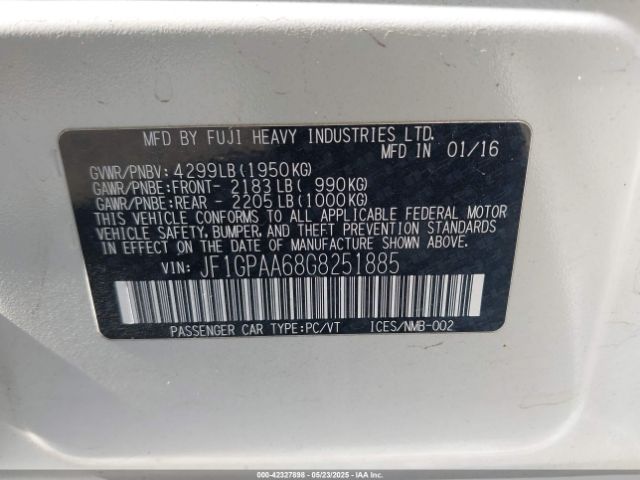 MFD BY FUJI HEAVY INDUSTRIES LTD.
MFD IN 01/16
GVWR/PNBV: 4299LB(1950KG)
GAWR/PNBE:FRONT- 2183LB( 990KG)
GAWR/PNBE:REAR - 2205LB(1000KG)
THIS VEHICLE CONFORMS TO ALL APPLICABLE FEDERAL MOTOR
VEHICLE SAFETY, BUMPER, AND THEFT PREVENTION STANDARDS
IN EFFECT ON THE DATE OF MANUFACTURE SHOWN ABOVE.
VIN: JF1GPAA68G8251885
PASSENGER CAR TYPE:PC/VT ICES/NMB-002
000-42327898 - 05/23/2025 - IAAI.COM